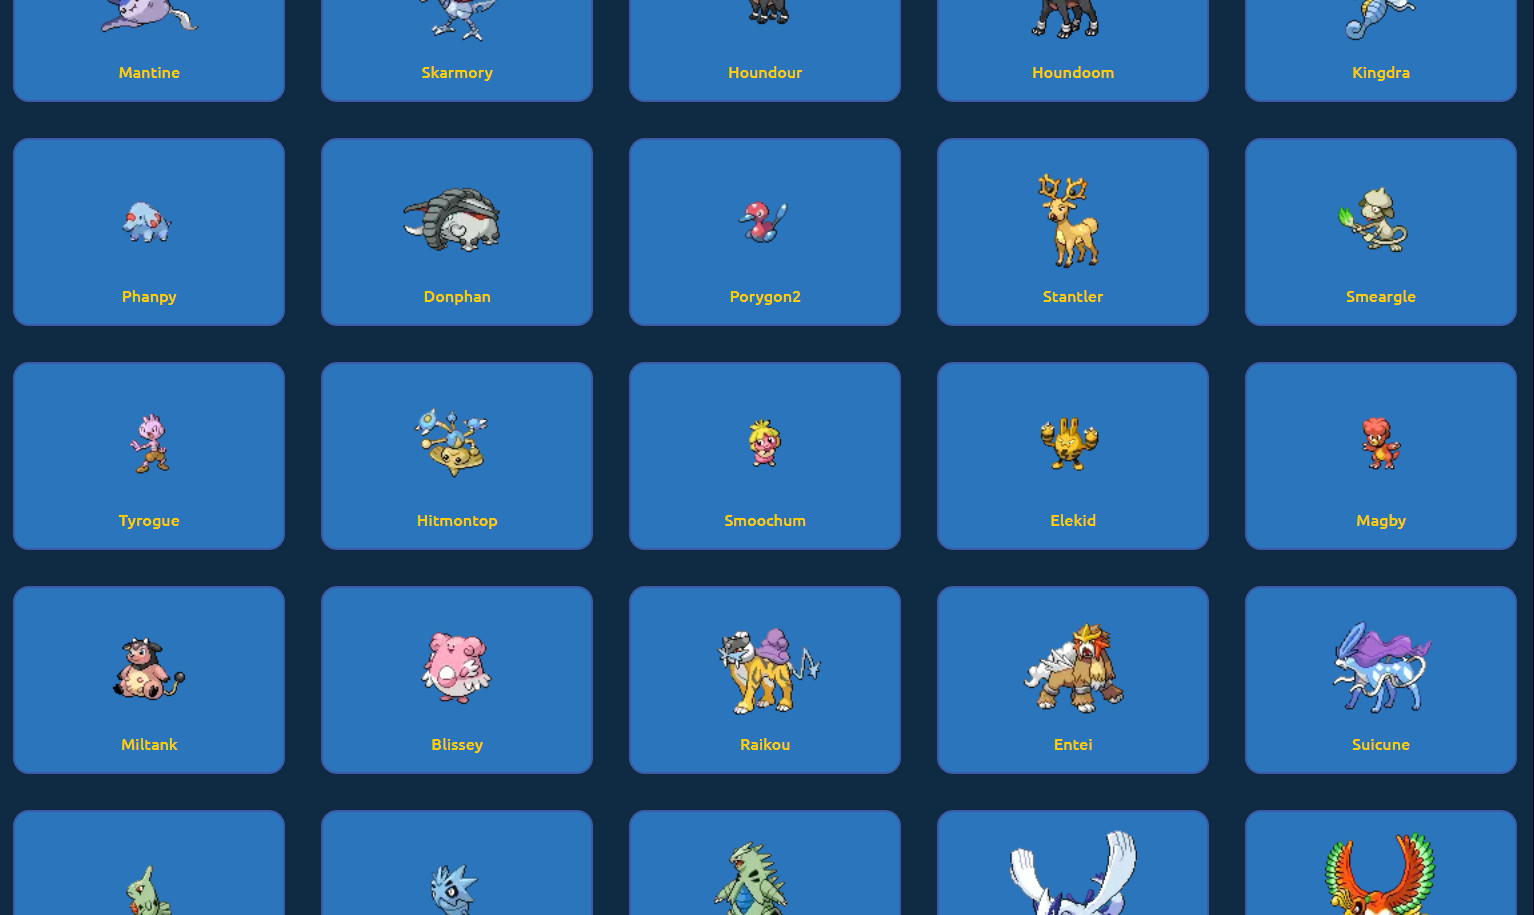 Mantine
Skarmory
Houndour
Houndoom
Kingdra
Phanpy
Donphan
Porygon2
Stantler
Smeargle
Tyrogue
Hitmontop
Smoochum
Elekid
Magby
Miltank
Blissey
Raikou
Entei
Suicune